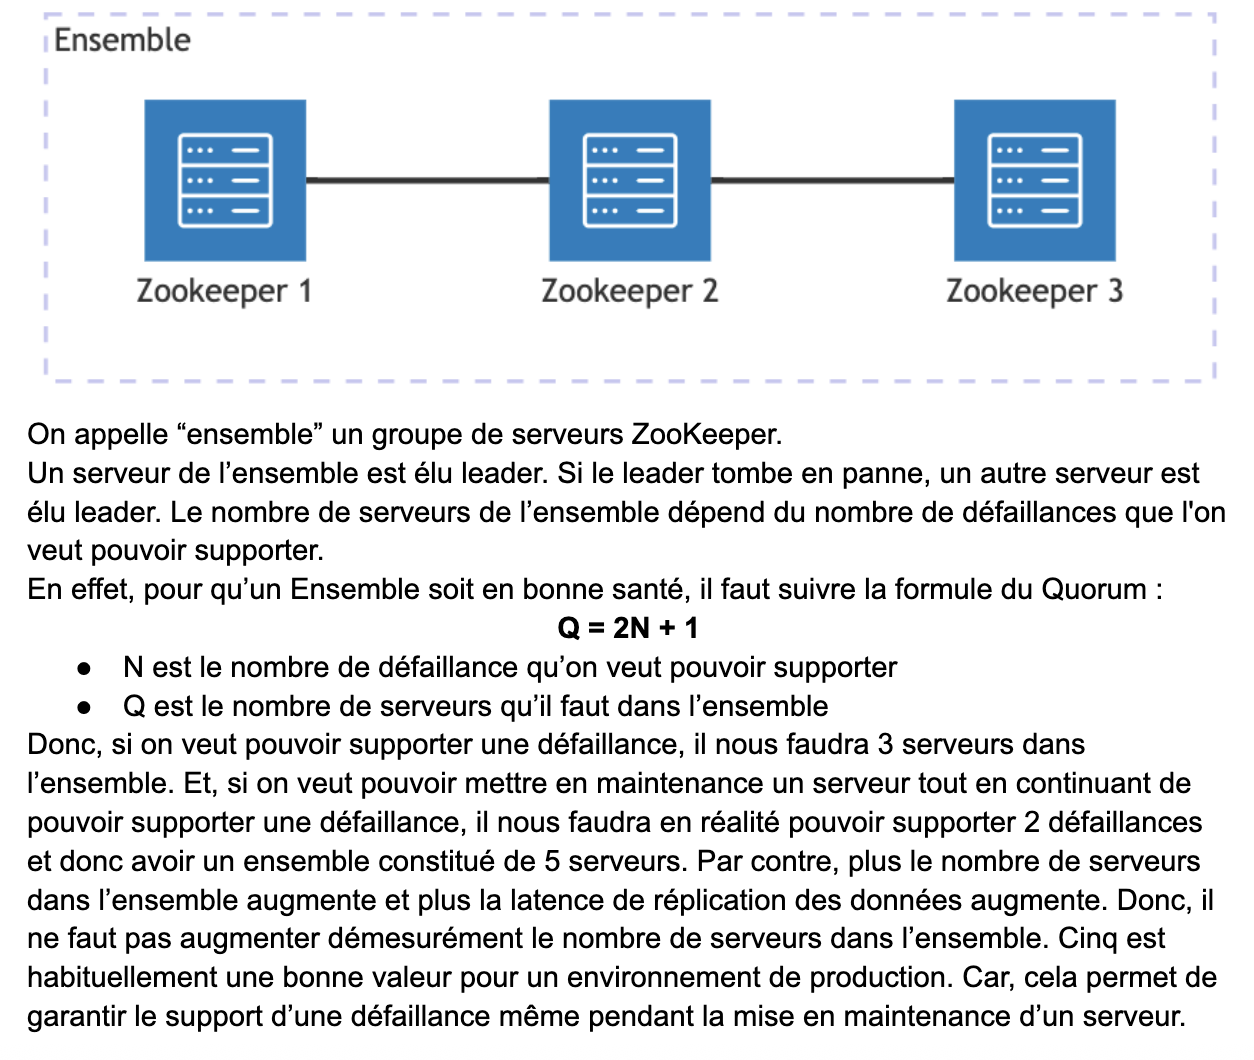 Ensemble
Zookeeper 1
Zookeeper 2
Zookeeper 3
On appelle “ensemble” un groupe de serveurs ZooKeeper.
Un serveur de l’ensemble est élu leader. Si le leader tombe en panne, un autre serveur est
élu leader. Le nombre de serveurs de l’ensemble dépend du nombre de défaillances que l'on
veut pouvoir supporter.
En effet, pour qu’un Ensemble soit en bonne santé, il faut suivre la formule du Quorum :
Q = 2N + 1
● N est le nombre de défaillance qu’on veut pouvoir supporter
● Q est le nombre de serveurs qu’il faut dans l’ensemble
Donc, si on veut pouvoir supporter une défaillance, il nous faudra 3 serveurs dans
l’ensemble. Et, si on veut pouvoir mettre en maintenance un serveur tout en continuant de
pouvoir supporter une défaillance, il nous faudra en réalité pouvoir supporter 2 défaillances
et donc avoir un ensemble constitué de 5 serveurs. Par contre, plus le nombre de serveurs
dans l’ensemble augmente et plus la latence de réplication des données augmente. Donc, il
ne faut pas augmenter démesurément le nombre de serveurs dans l’ensemble. Cinq est
habituellement une bonne valeur pour un environnement de production. Car, cela permet de
garantir le support d’une défaillance même pendant la mise en maintenance d’un serveur.